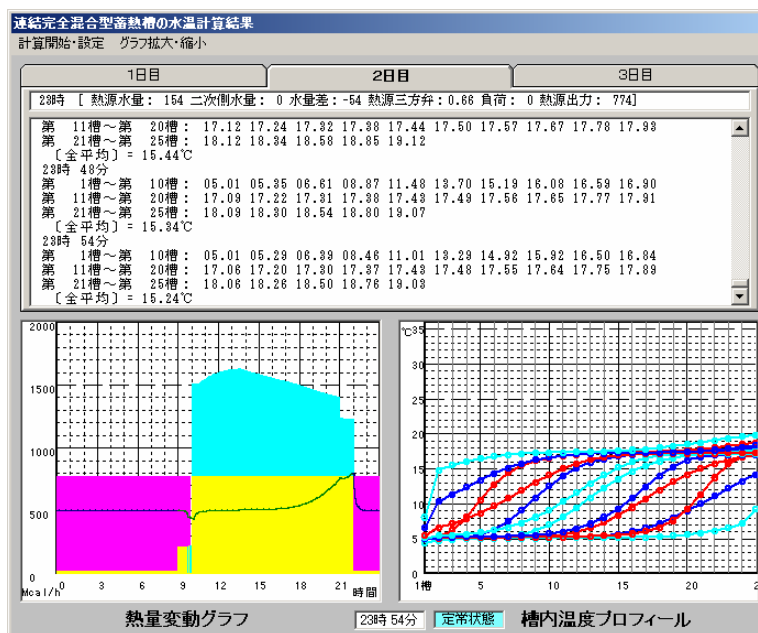 連結完全混合型蓄熱槽の水温計算結果
計算開始・設定 グラフ拡大・縮小
1日目 2日目 3日目
23時 [ 熱源水量: 154 二次側水量: 0 水量差: -54 熱源三方弁: 0.66 負荷: 0 熱源出力: 774]
第 11槽～第 20槽: 17.12 17.24 17.32 17.38 17.44 17.50 17.57 17.67 17.78 17.93
第 21槽～第 25槽: 18.12 18.34 18.58 18.85 19.12
〔全平均〕= 15.44℃
23時 48分
第 1槽～第 10槽: 05.01 05.35 06.61 08.87 11.48 13.70 15.19 16.08 16.59 16.90
第 11槽～第 20槽: 17.09 17.22 17.31 17.38 17.43 17.49 17.56 17.65 17.77 17.91
第 21槽～第 25槽: 18.09 18.30 18.54 18.80 19.07
〔全平均〕= 15.34℃
23時 54分
第 1槽～第 10槽: 05.01 05.29 06.39 08.46 11.01 13.29 14.92 15.92 16.50 16.84
第 11槽～第 20槽: 17.06 17.20 17.30 17.37 17.43 17.48 17.55 17.64 17.75 17.89
第 21槽～第 25槽: 18.06 18.26 18.50 18.76 19.03
〔全平均〕= 15.24℃
2000
1500
1000
500
0
Mcal/h
0 3 6 9 12 15 18 21 時間
℃35
30
25
20
15
10
5
0
1槽 5 10 15 20 2
熱量変動グラフ 23時 54分 定常状態 槽内温度プロフィール